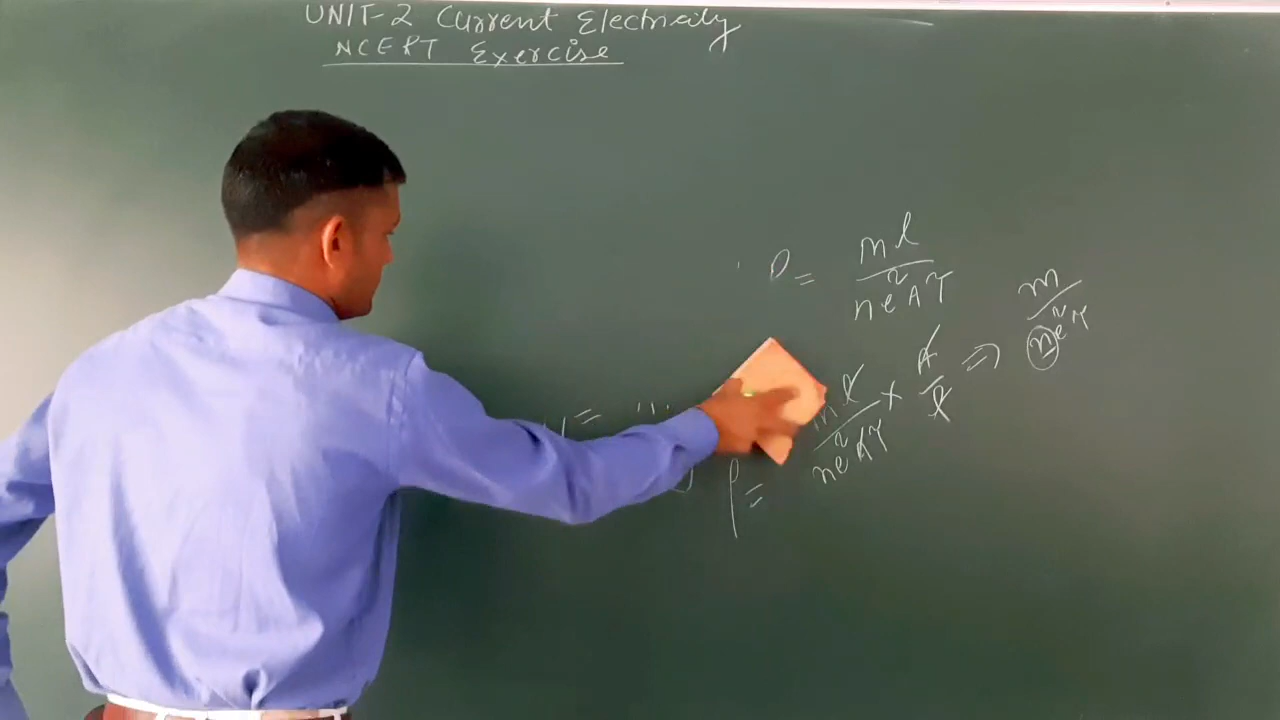 UNIT-2 Current Electricity
NCERT Exercise
= ml / ne²Aτ
ml / ne²Aτ × A / l ⇒ m / ne²τ
ρ =